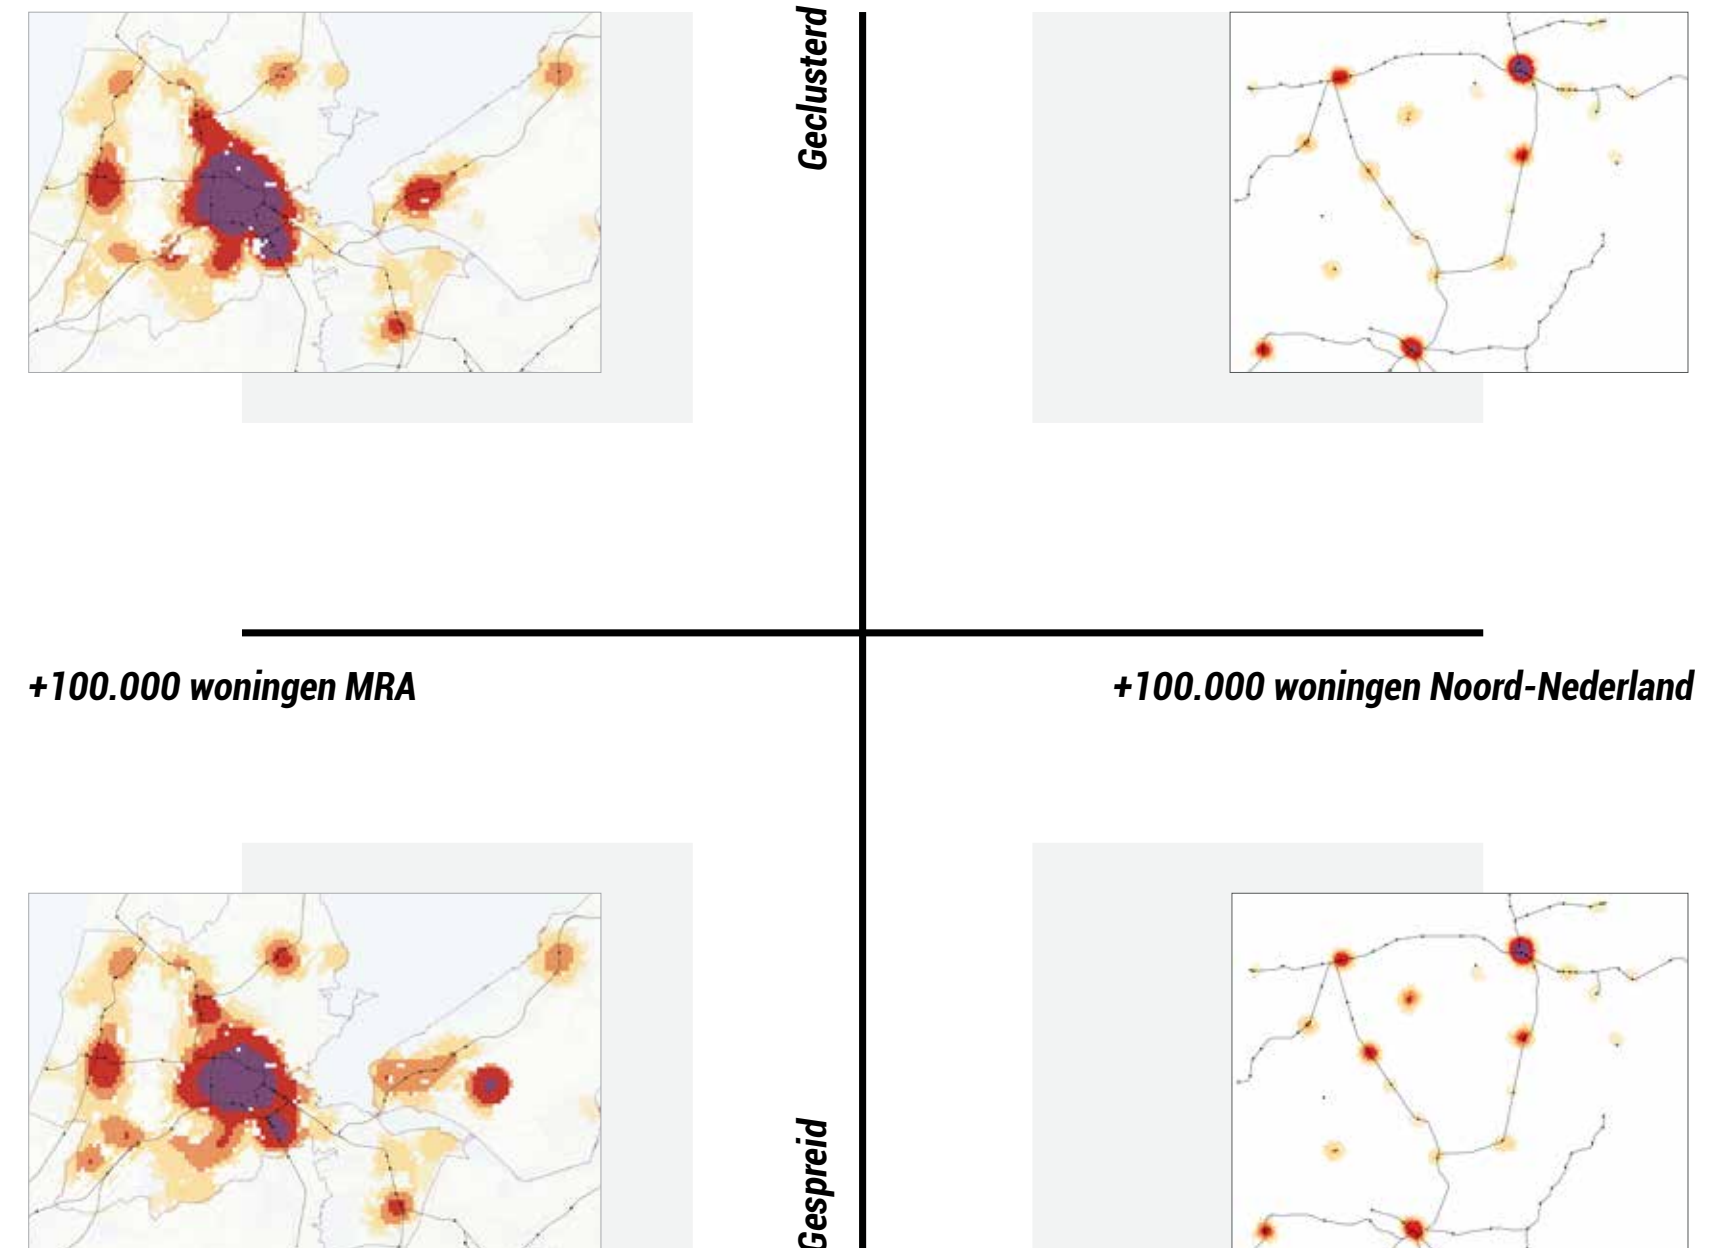 Geclusterd
+100.000 woningen MRA
+100.000 woningen Noord-Nederland
Gespreid